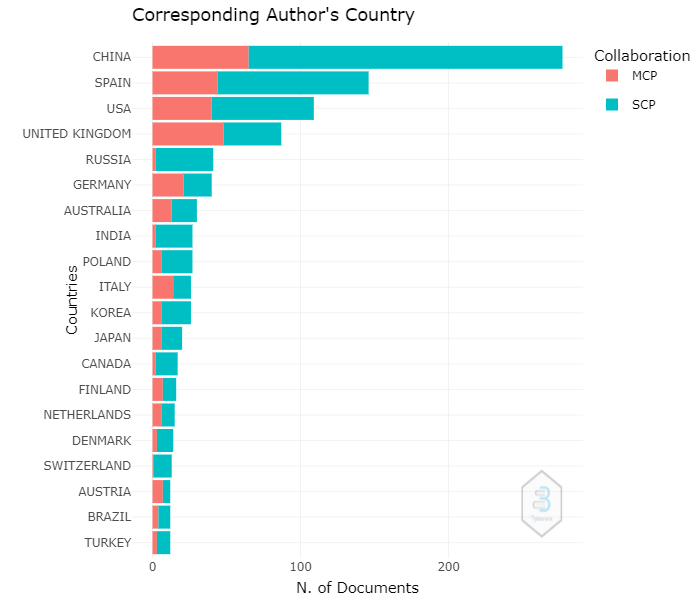 Corresponding Author's Country
CHINA
SPAIN
USA
UNITED KINGDOM
RUSSIA
GERMANY
AUSTRALIA
INDIA
POLAND
ITALY
KOREA
JAPAN
CANADA
FINLAND
NETHERLANDS
DENMARK
SWITZERLAND
AUSTRIA
BRAZIL
TURKEY
Countries
0 100 200
N. of Documents
Collaboration
MCP
SCP